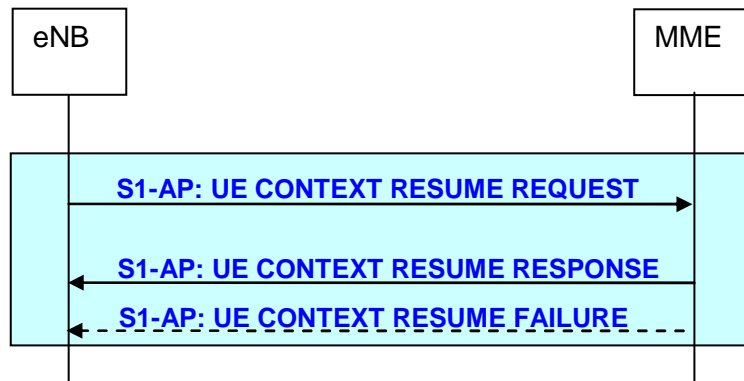 eNB
MME
S1-AP: UE CONTEXT RESUME REQUEST
S1-AP: UE CONTEXT RESUME RESPONSE
S1-AP: UE CONTEXT RESUME FAILURE